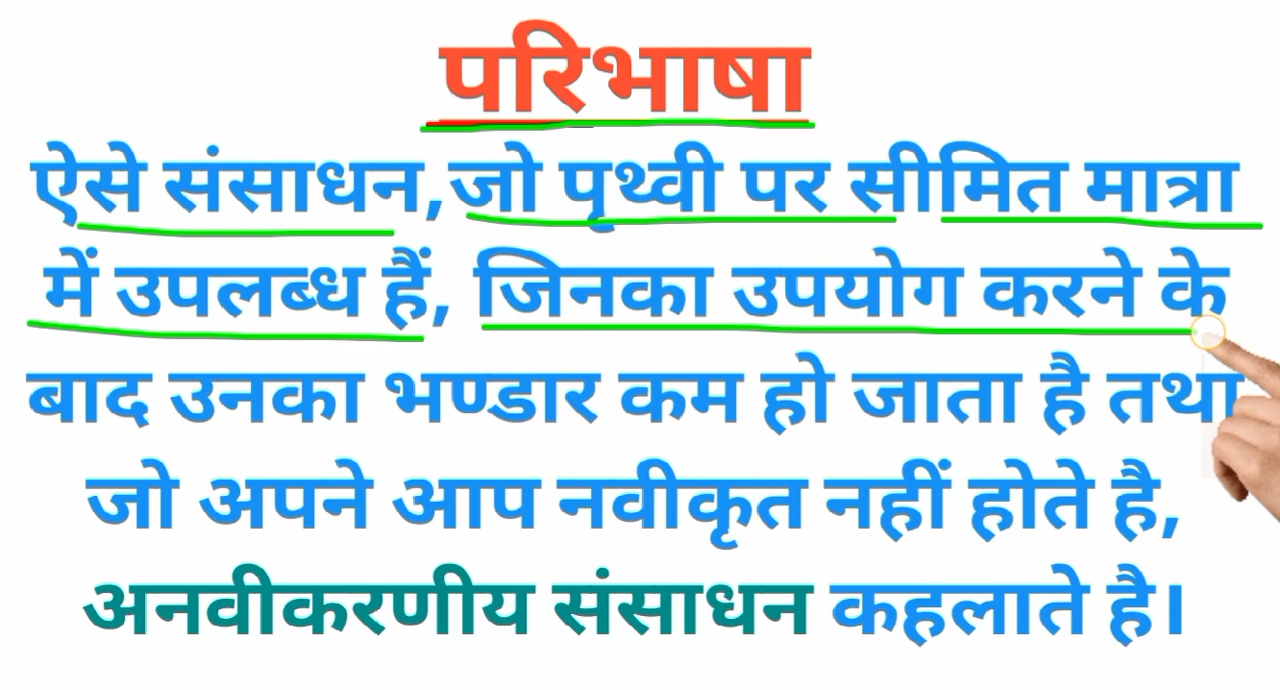 परिभाषा
ऐसे संसाधन, जो पृथ्वी पर सीमित मात्रा
में उपलब्ध हैं, जिनका उपयोग करने के
बाद उनका भण्डार कम हो जाता है तथा
जो अपने आप नवीकृत नहीं होते है,
अनवीकरणीय संसाधन कहलाते है।